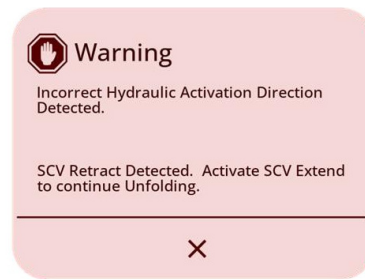 Warning
Incorrect Hydraulic Activation Direction
Detected.
SCV Retract Detected. Activate SCV Extend
to continue Unfolding.